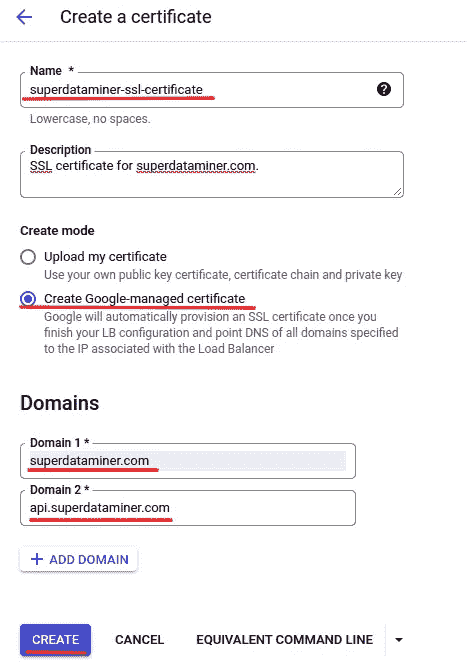 Create a certificate
Name *
superdataminer-ssl-certificate
Lowercase, no spaces.
Description
SSL certificate for superdataminer.com.
Create mode
Upload my certificate
Use your own public key certificate, certificate chain and private key
Create Google-managed certificate
Google will automatically provision an SSL certificate once you
finish your LB configuration and point DNS of all domains specified
to the IP associated with the Load Balancer
Domains
Domain 1 *
superdataminer.com
Domain 2 *
api.superdataminer.com
+ ADD DOMAIN
CREATE CANCEL EQUIVALENT COMMAND LINE